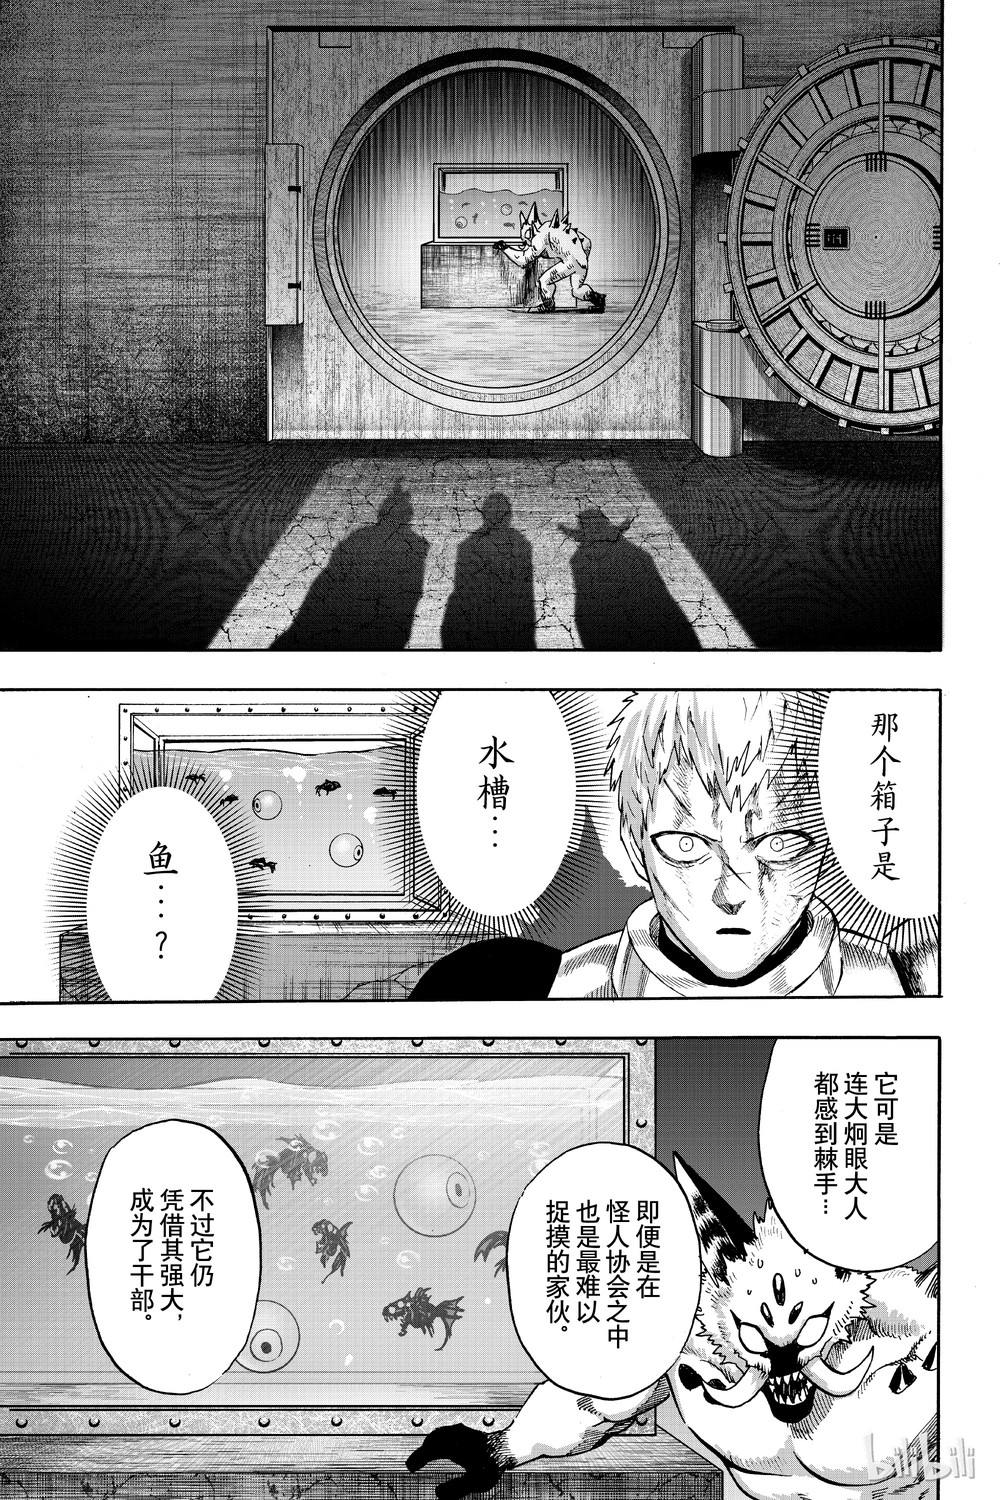 那个箱子是
水槽…
鱼…?
它可是
连大炯眼大人
都感到棘手…
即便是在
怪人协会之中
也是最难以
捉摸的家伙。
不过它仍
凭借其强大，
成为了干部。
bilibili